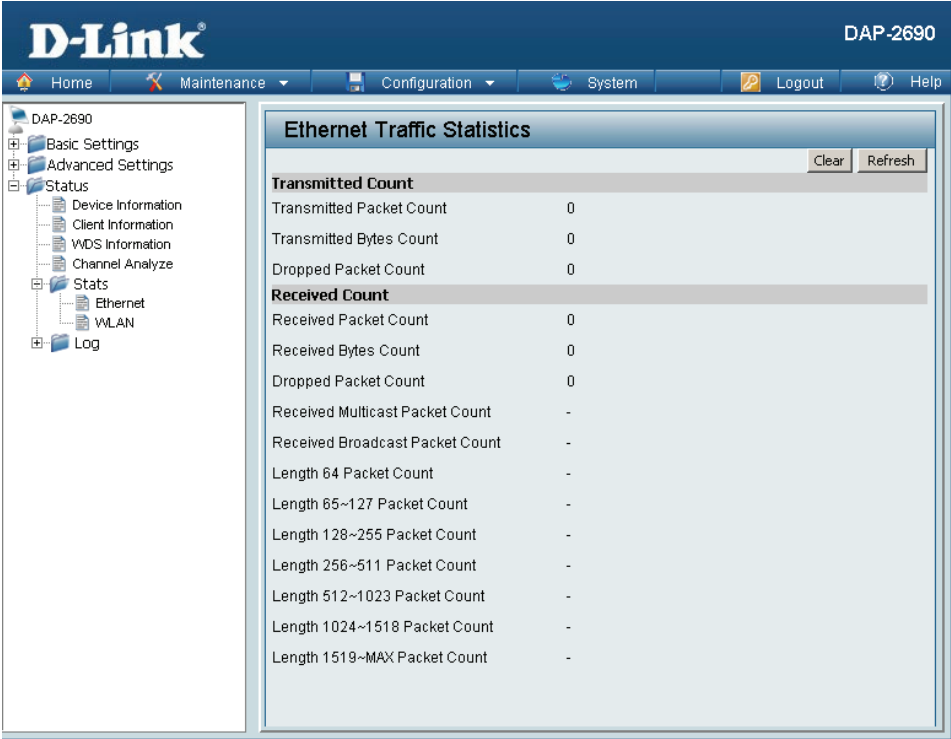 D-Link®
DAP-2690
Home Maintenance Configuration System Logout Help
DAP-2690
Basic Settings
Advanced Settings
Status
Device Information
Client Information
WDS Information
Channel Analyze
Stats
Ethernet
WLAN
Log
Ethernet Traffic Statistics
Clear Refresh
Transmitted Count
Transmitted Packet Count 0
Transmitted Bytes Count 0
Dropped Packet Count 0
Received Count
Received Packet Count 0
Received Bytes Count 0
Dropped Packet Count 0
Received Multicast Packet Count -
Received Broadcast Packet Count -
Length 64 Packet Count -
Length 65~127 Packet Count -
Length 128~255 Packet Count -
Length 256~511 Packet Count -
Length 512~1023 Packet Count -
Length 1024~1518 Packet Count -
Length 1519~MAX Packet Count -